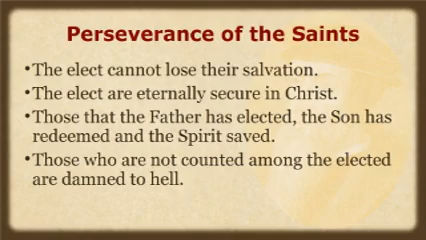 Perseverance of the Saints
•The elect cannot lose their salvation.
•The elect are eternally secure in Christ.
•Those that the Father has elected, the Son has
redeemed and the Spirit saved.
•Those who are not counted among the elected
are damned to hell.